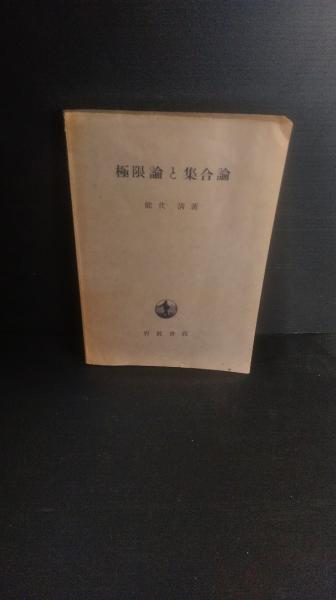 極限論と集合論
能代 清著
岩波書店